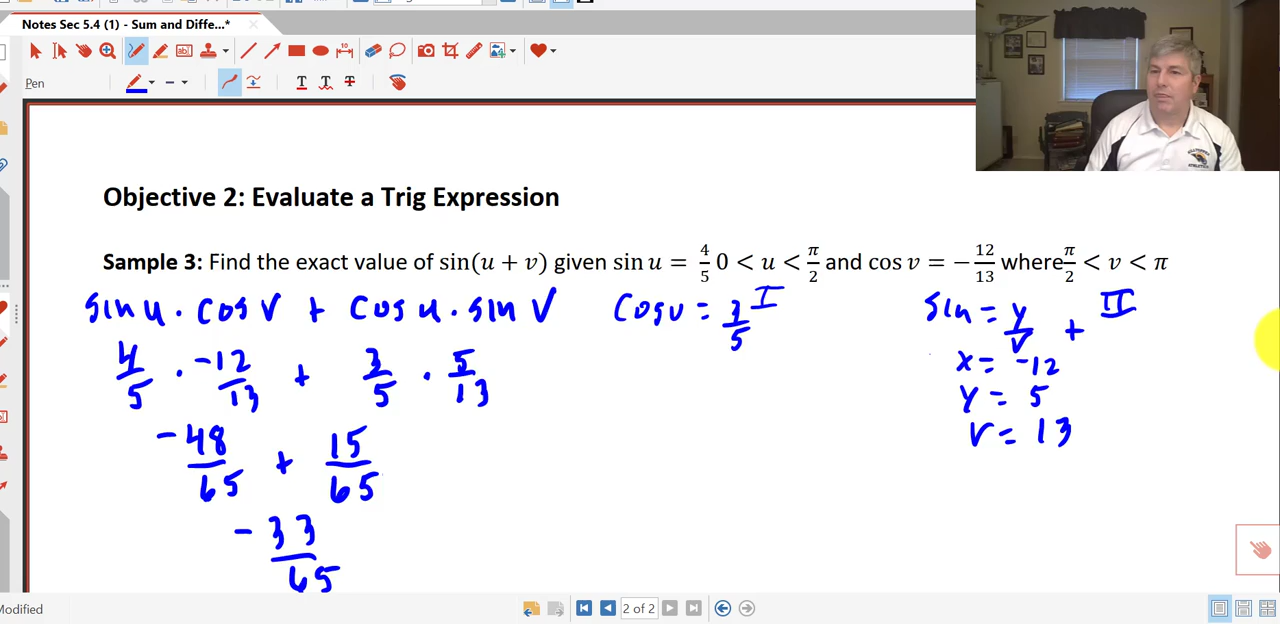 Notes Sec 5.4 (1) - Sum and Diffe...*
Pen
Objective 2: Evaluate a Trig Expression
Sample 3: Find the exact value of sin(u + v) given sin u = 4/5 0 < u < π/2 and cos v = −12/13 where π/2 < v < π
sin u · cos v + cos u · sin v
4/5 · -12/13 + 3/5 · 5/13
-48/65 + 15/65
-33/65
cos u = 3/5 I
sin = y/r + II
x = -12
y = 5
r = 13
Modified
2 of 2